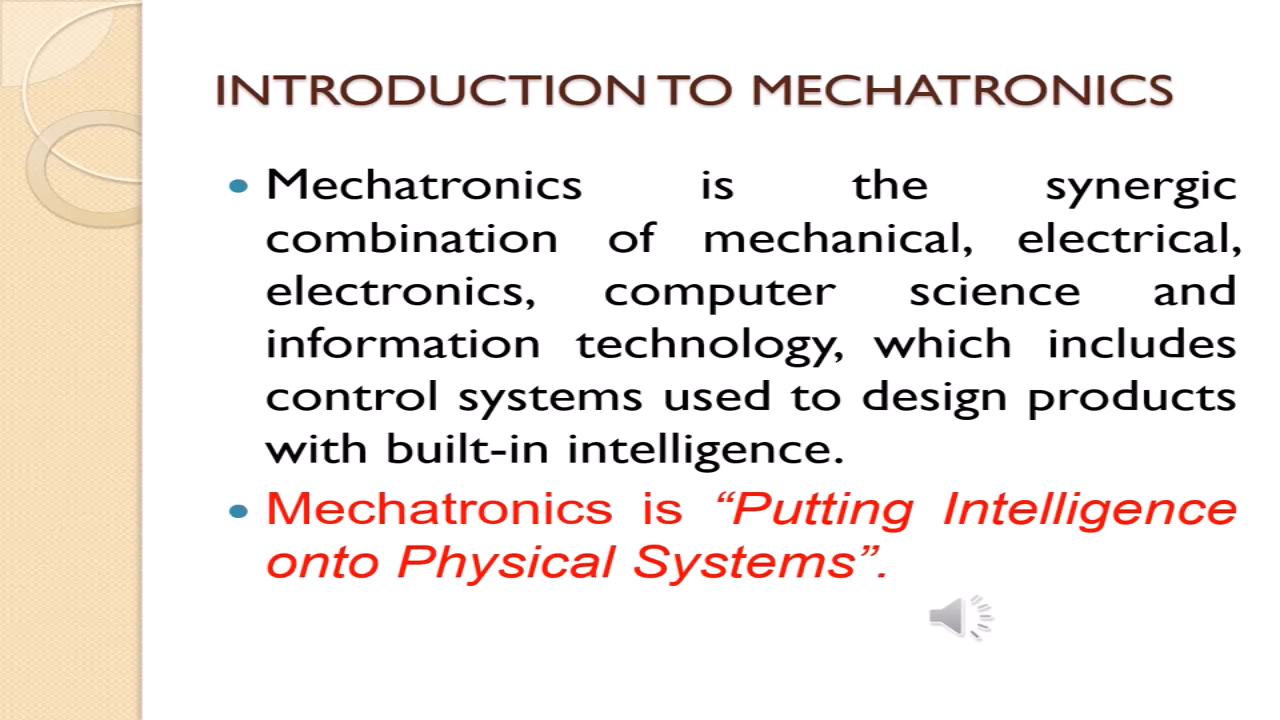 INTRODUCTION TO MECHATRONICS
• Mechatronics is the synergic
combination of mechanical, electrical,
electronics, computer science and
information technology, which includes
control systems used to design products
with built-in intelligence.
• Mechatronics is “Putting Intelligence
onto Physical Systems”.